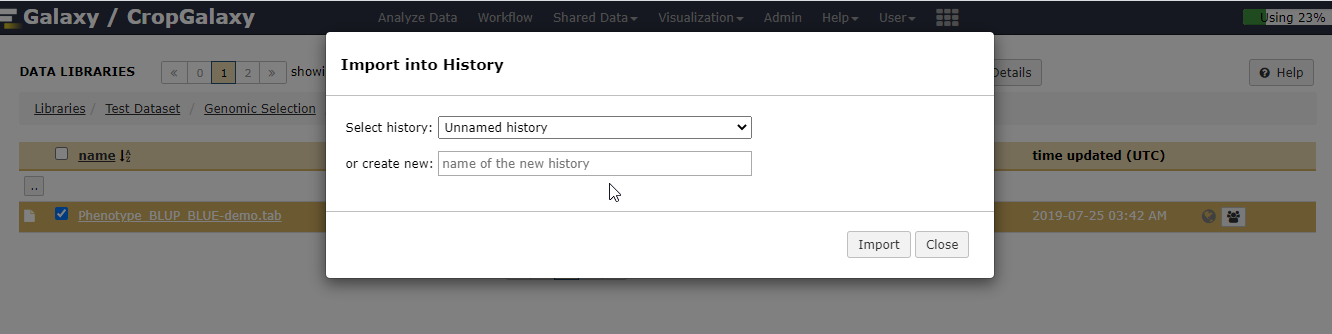 Galaxy / CropGalaxy Analyze Data Workflow Shared Data Visualization Admin Help User Using 23%
DATA LIBRARIES « 0 1 2 » showi Details Help
Libraries / Test Dataset / Genomic Selection
name time updated (UTC)
..
Phenotype_BLUP_BLUE-demo.tab 2019-07-25 03:42 AM
Import into History
Select history: Unnamed history
or create new: name of the new history
Import Close